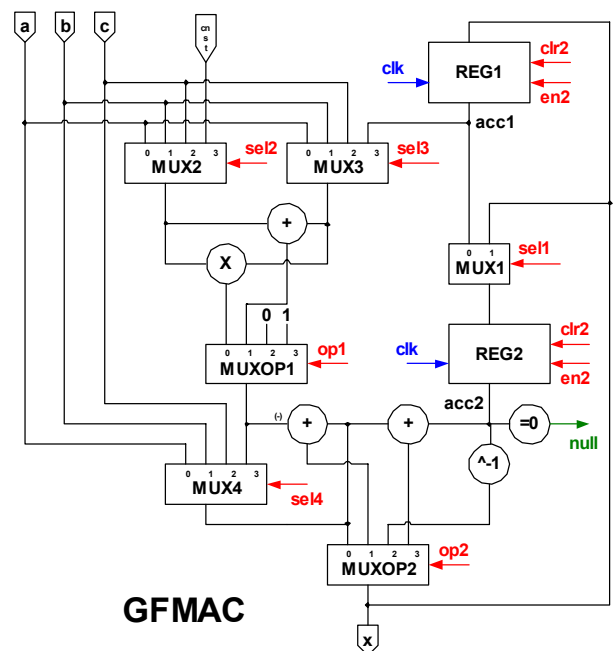 a b c cnst
REG1
clr2
clk
en2
acc1
0 1 2 3
MUX2
sel2
0 1 2 3
MUX3
sel3
+
X
0 1
MUX1
sel1
0 1
0 1 2 3
MUXOP1
op1
REG2
clr2
clk
en2
acc2
(-)
+
+
=0
null
^-1
0 1 2 3
MUX4
sel4
0 1 2 3
MUXOP2
op2
GFMAC
x